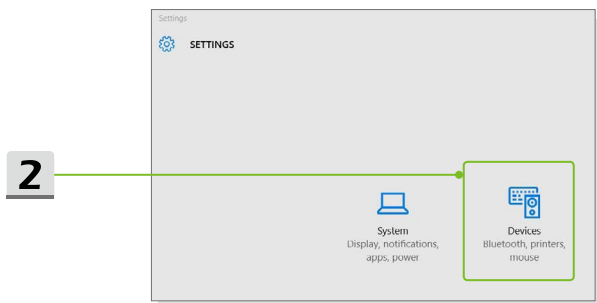 Settings
SETTINGS
2
System
Display, notifications,
apps, power
Devices
Bluetooth, printers,
mouse